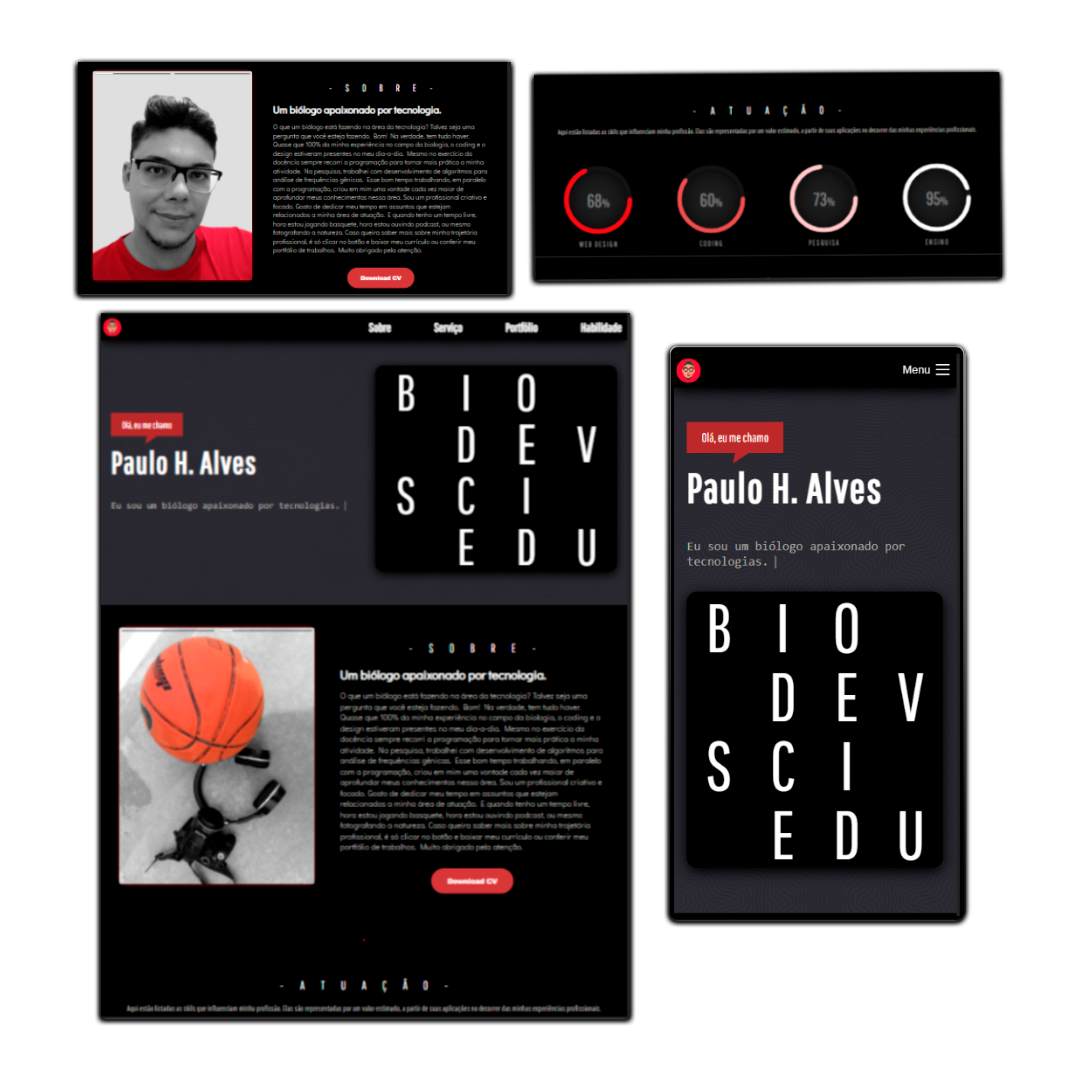 - S O B R E -
Um biólogo apaixonado por tecnologia.
O que um biólogo está fazendo na área da tecnologia? Talvez seja uma
pergunta que você esteja fazendo. Bom! Na verdade, tem tudo haver.
Quase que 100% da minha experiência no campo da biologia, o coding e o
design estiveram presentes no meu dia-a-dia. Mesmo no exercício da
docência sempre recorri a programação para tornar mais prática a minha
atividade. Na pesquisa, trabalhei com desenvolvimento de algoritmos para
análise de frequências gênicas. Esse bom tempo trabalhando, em paralelo
com a programação, criou em mim uma vontade cada vez maior de
aprofundar meus conhecimentos nessa área. Sou um profissional criativo e
focado. Gosto de dedicar meu tempo em assuntos que estejam
relacionados a minha área de atuação. E quando tenho um tempo livre,
hora estou jogando basquete, hora estou ouvindo podcast, ou mesmo
fotografando a natureza. Caso queira saber mais sobre minha trajetória
profissional, é só clicar no botão e baixar meu currículo ou conferir meu
portfólio de trabalhos. Muito obrigado pela atenção.
Download CV
- A T U A Ç Ã O -
Aqui estão listadas as skills que influenciam minha profissão. Elas são representadas por um valor estimado, a partir de suas aplicações no decorrer das minhas experiências profissionais.
68%
60%
73%
95%
WEB DESIGN
CODING
PESQUISA
ENSINO
Sobre
Serviço
Portfólio
Habilidade
Olá, eu me chamo
Paulo H. Alves
Eu sou um biólogo apaixonado por tecnologias. |
B I O
D E V
S C I
E D U
- S O B R E -
Um biólogo apaixonado por tecnologia.
O que um biólogo está fazendo na área da tecnologia? Talvez seja uma
pergunta que você esteja fazendo. Bom! Na verdade, tem tudo haver.
Quase que 100% da minha experiência no campo da biologia, o coding e o
design estiveram presentes no meu dia-a-dia. Mesmo no exercício da
docência sempre recorri a programação para tornar mais prática a minha
atividade. Na pesquisa, trabalhei com desenvolvimento de algoritmos para
análise de frequências gênicas. Esse bom tempo trabalhando, em paralelo
com a programação, criou em mim uma vontade cada vez maior de
aprofundar meus conhecimentos nessa área. Sou um profissional criativo e
focado. Gosto de dedicar meu tempo em assuntos que estejam
relacionados a minha área de atuação. E quando tenho um tempo livre,
hora estou jogando basquete, hora estou ouvindo podcast, ou mesmo
fotografando a natureza. Caso queira saber mais sobre minha trajetória
profissional, é só clicar no botão e baixar meu currículo ou conferir meu
portfólio de trabalhos. Muito obrigado pela atenção.
Download CV
- A T U A Ç Ã O -
Aqui estão listadas as skills que influenciam minha profissão. Elas são representadas por um valor estimado, a partir de suas aplicações no decorrer das minhas experiências profissionais.
Menu
Olá, eu me chamo
Paulo H. Alves
Eu sou um biólogo apaixonado por
tecnologias. |
B I O
D E V
S C I
E D U